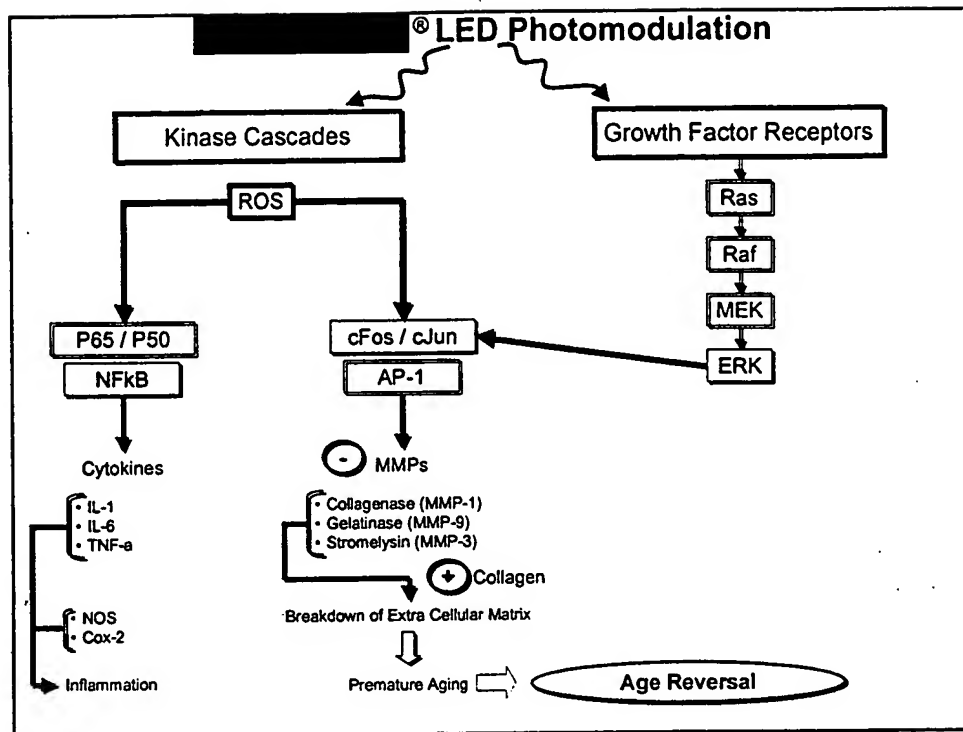 ® LED Photomodulation
Kinase Cascades
Growth Factor Receptors
ROS
Ras
Raf
MEK
ERK
P65 / P50
NFkB
cFos / cJun
AP-1
Cytokines
- MMPs
· IL-1
· IL-6
· TNF-a
· Collagenase (MMP-1)
· Gelatinase (MMP-9)
· Stromelysin (MMP-3)
+ Collagen
Breakdown of Extra Cellular Matrix
· NOS
· Cox-2
Inflammation
Premature Aging
Age Reversal